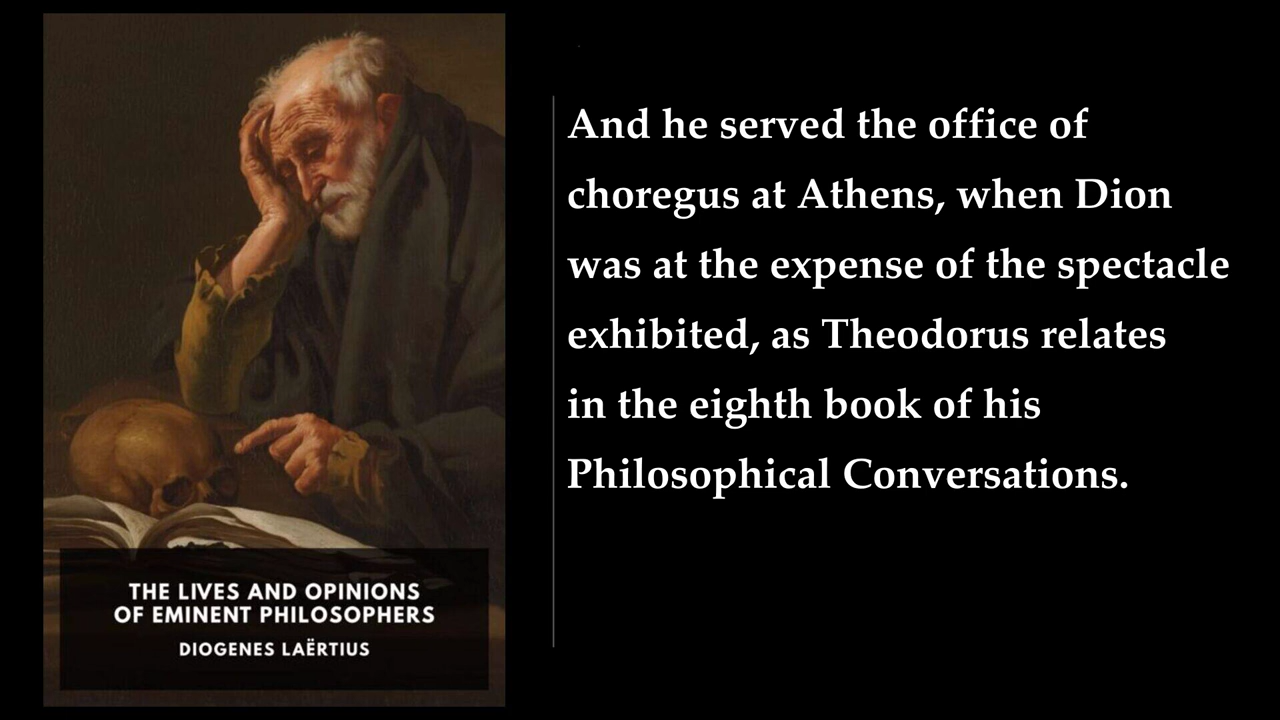 THE LIVES AND OPINIONS
OF EMINENT PHILOSOPHERS
DIOGENES LAËRTIUS
And he served the office of
choregus at Athens, when Dion
was at the expense of the spectacle
exhibited, as Theodorus relates
in the eighth book of his
Philosophical Conversations.